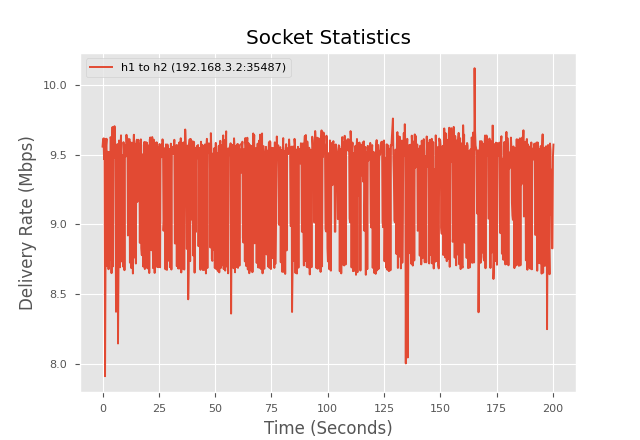 Socket Statistics
h1 to h2 (192.168.3.2:35487)
Delivery Rate (Mbps)
10.0
9.5
9.0
8.5
8.0
0 25 50 75 100 125 150 175 200
Time (Seconds)